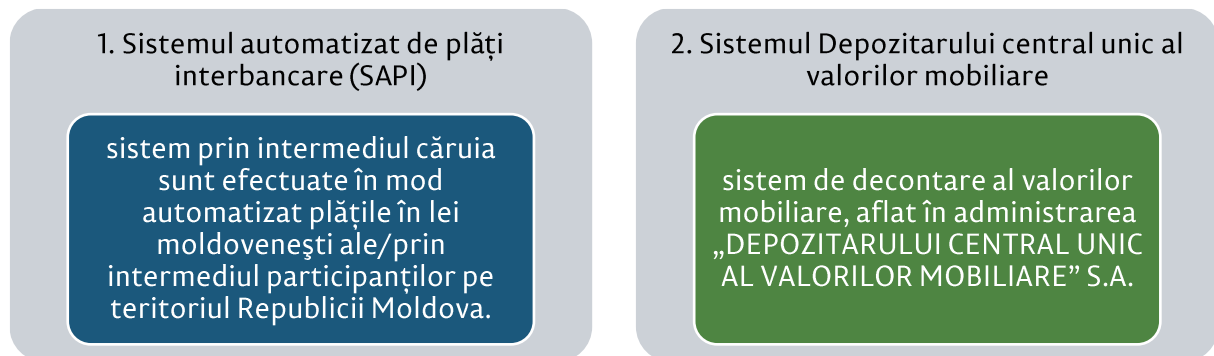 1. Sistemul automatizat de plăți
interbancare (SAPI)
sistem prin intermediul căruia
sunt efectuate în mod
automatizat plățile în lei
moldoveneşti ale/prin
intermediul participanților pe
teritoriul Republicii Moldova.
2. Sistemul Depozitarului central unic al
valorilor mobiliare
sistem de decontare al valorilor
mobiliare, aflat în administrarea
„DEPOZITARULUI CENTRAL UNIC
AL VALORILOR MOBILIARE” S.A.